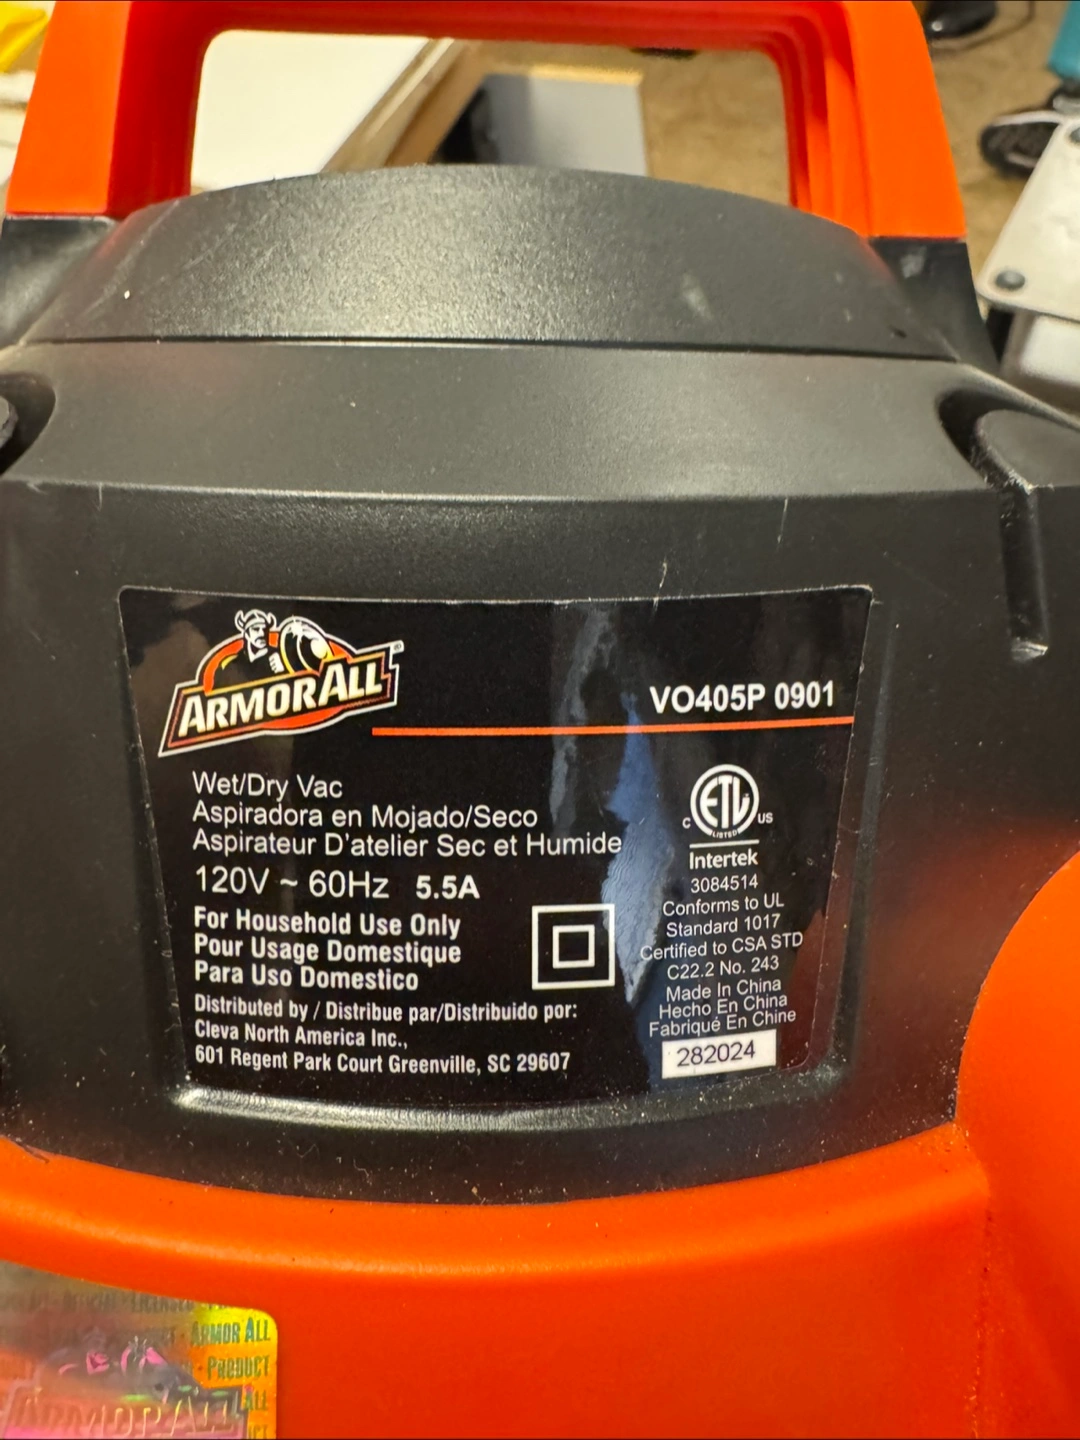 ARMOR ALL®
VO405P 0901
Wet/Dry Vac
Aspiradora en Mojado/Seco
Aspirateur D'atelier Sec et Humide
120V ~ 60Hz 5.5A
For Household Use Only
Pour Usage Domestique
Para Uso Domestico
Distributed by / Distribue par/Distribuido por:
Cleva North America Inc.,
601 Regent Park Court Greenville, SC 29607
ETL
C LISTED US
Intertek
3084514
Conforms to UL
Standard 1017
Certified to CSA STD
C22.2 No. 243
Made In China
Hecho En China
Fabriqué En Chine
282024
ARMOR ALL
PRODUCT
ARMOR ALL